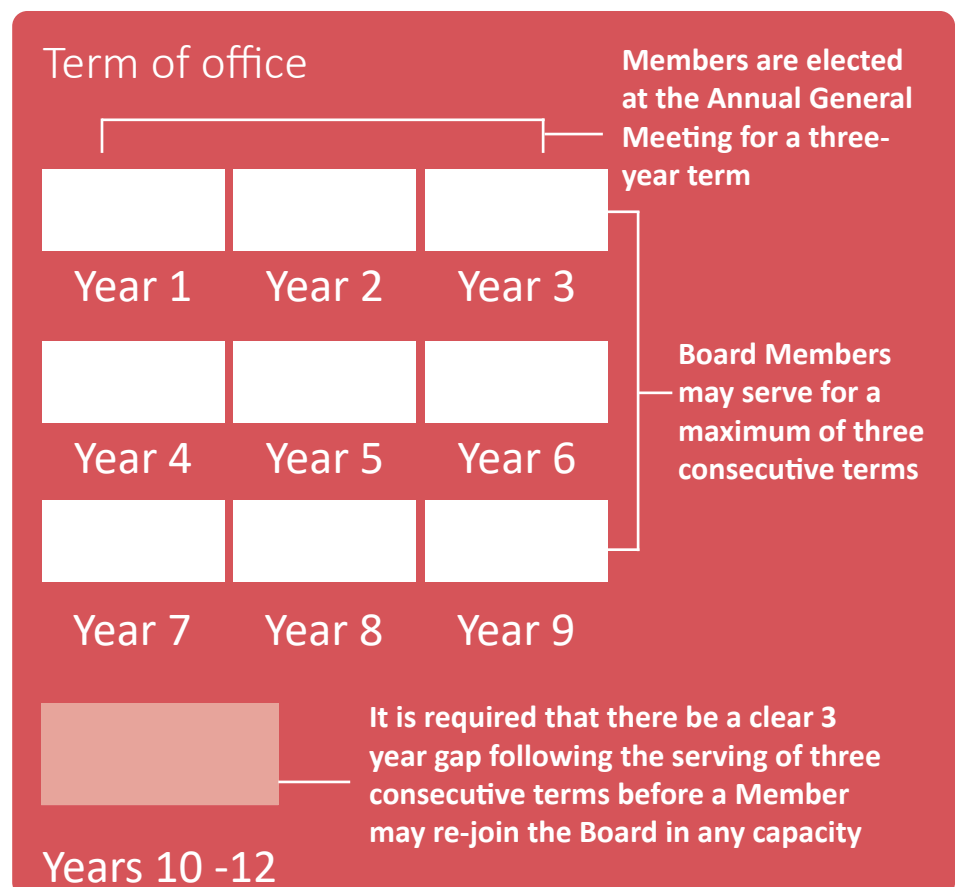 Term of office
Members are elected
at the Annual General
Meeting for a three-
year term
Year 1
Year 2
Year 3
Board Members
may serve for a
maximum of three
consecutive terms
Year 4
Year 5
Year 6
Year 7
Year 8
Year 9
It is required that there be a clear 3
year gap following the serving of three
consecutive terms before a Member
may re-join the Board in any capacity
Years 10 -12